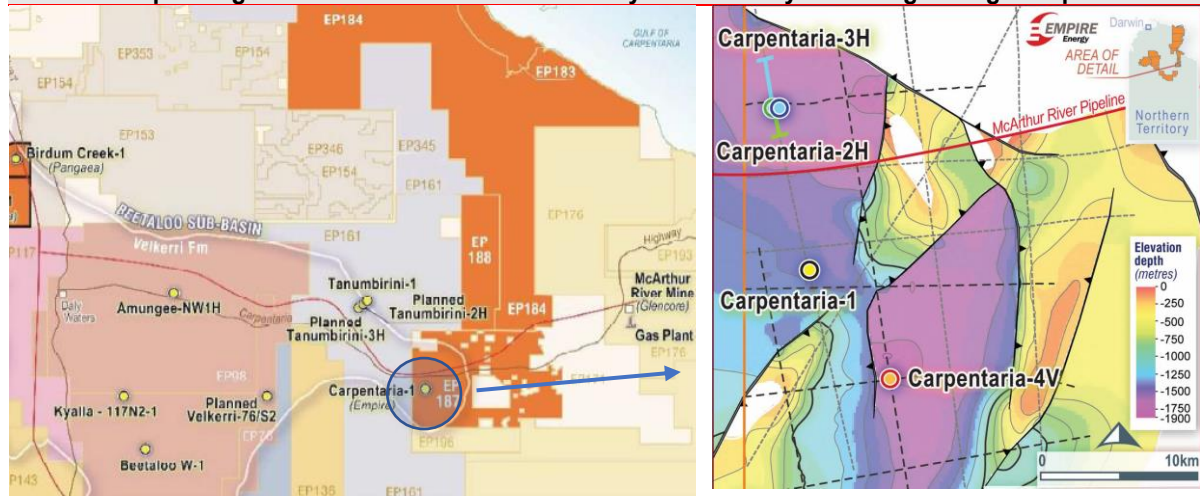 EP184
GULF OF
CARPENTARIA
EP353
EP154
EP183
EP154
EP153
EP346
EP345
EP154
EP161
Birdum Creek-1
(Pangaea)
BEETALOO SUB-BASIN
Velkerri Fm
EP161
EP176
EP117
EP
188
Highway
EP193
Tanumbirini-1
Daly
Waters
Amungee-NW1H
Carpentaria
Planned
Tanumbirini-2H
Planned
Tanumbirini-3H
EP184
McArthur
River Mine
(Glencore)
Gas Plant
EP176
Carpentaria-1
(Empire)
EP
187
EP98
Kyalla - 117N2-1
Planned
Velkerri-76/S2
EP76
EP196
Beetaloo W-1
EP143
EP136
EP161
Carpentaria-3H
EMPIRE
Energy
Darwin
AREA OF
DETAIL
Northern
Territory
McArthur River Pipeline
Carpentaria-2H
Carpentaria-1
Carpentaria-4V
Elevation
depth
(metres)
0
-250
-500
-750
-1000
-1250
-1500
-1750
-1900
0
10km